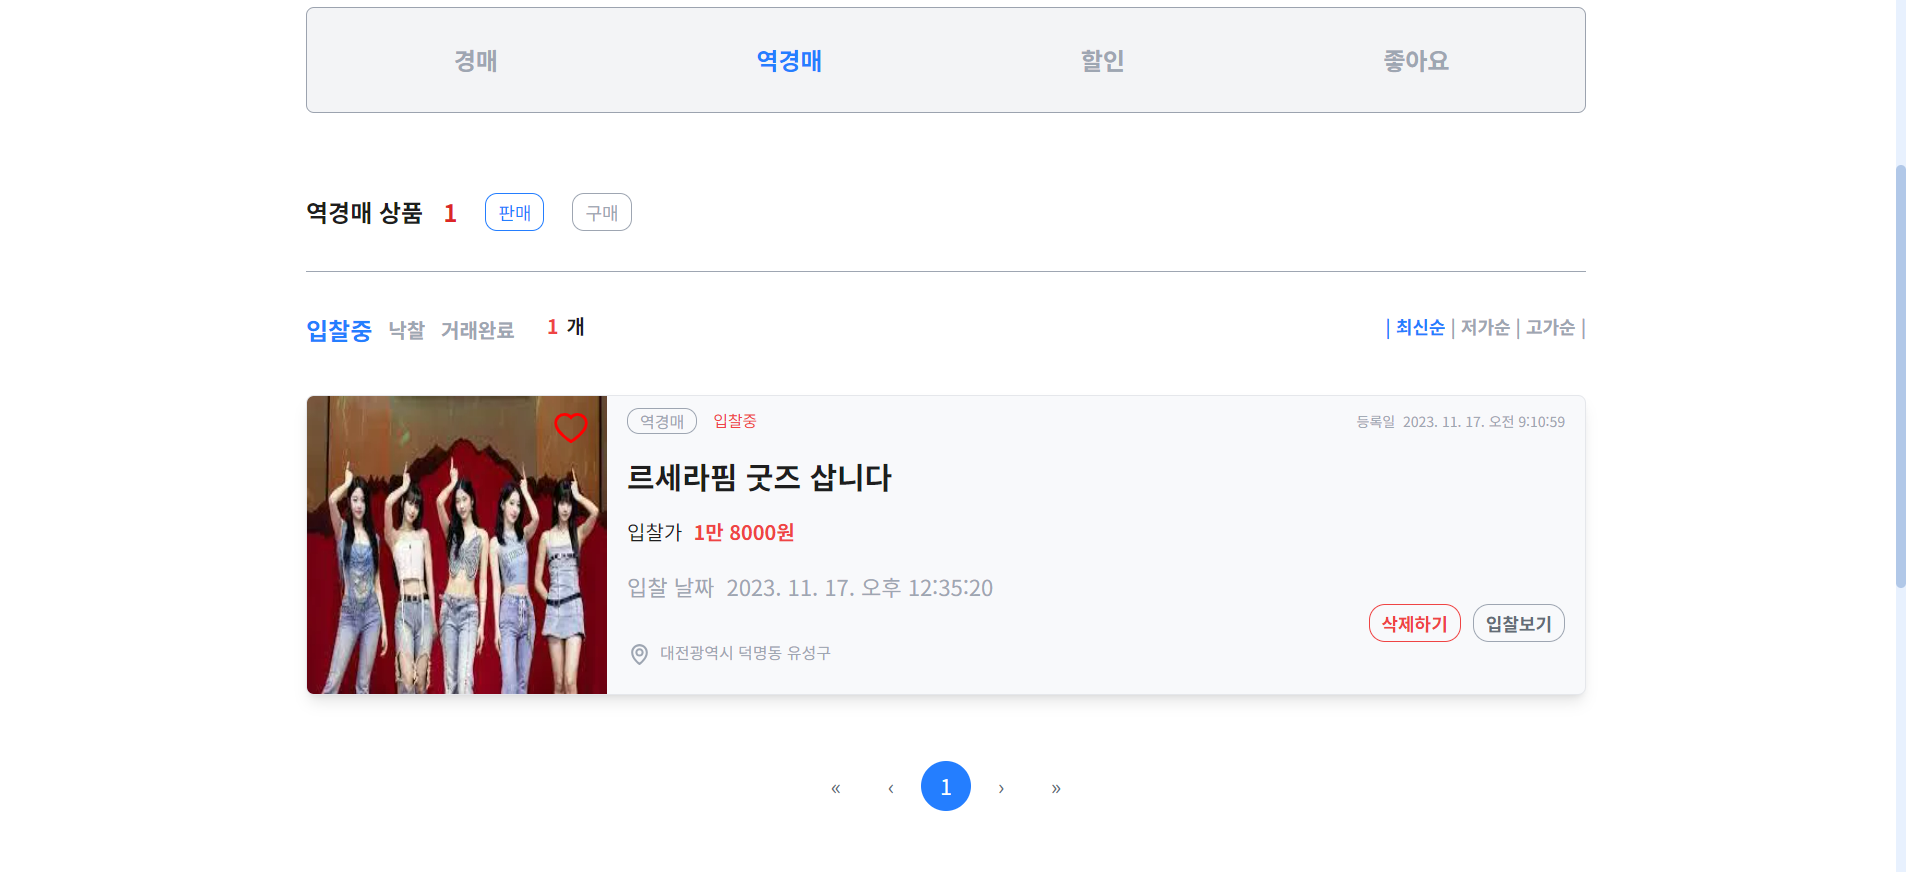 경매 역경매 할인 좋아요
역경매 상품 1 판매 구매
입찰중 낙찰 거래완료 1 개 | 최신순 | 저가순 | 고가순 |
역경매 입찰중 등록일 2023. 11. 17. 오전 9:10:59
르세라핌 굿즈 삽니다
입찰가 1만 8000원
입찰 날짜 2023. 11. 17. 오후 12:35:20
삭제하기 입찰보기
대전광역시 덕명동 유성구
« ‹ 1 › »